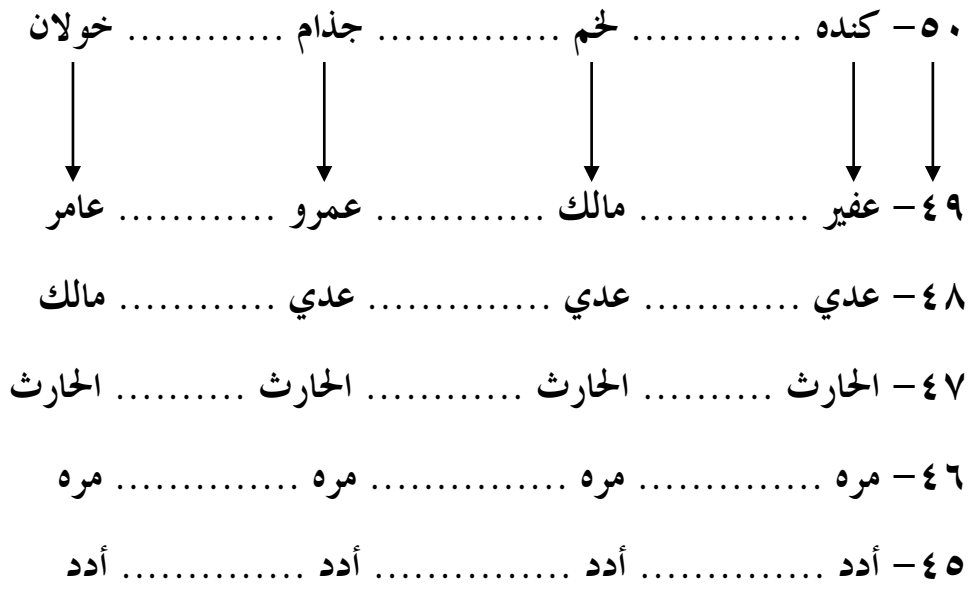 ٥٠- كنده ............. لخم .............. جذام ............ خولان
٤٩- عفير ............. مالك ............. عمرو ............ عامر
٤٨- عدي ............ عدي .............. عدي ............ مالك
٤٧- الحارث .......... الحارث ............ الحارث .......... الحارث
٤٦- مره .............. مره ............... مره .............. مره
٤٥- أدد .............. أدد ............... أدد .............. أدد